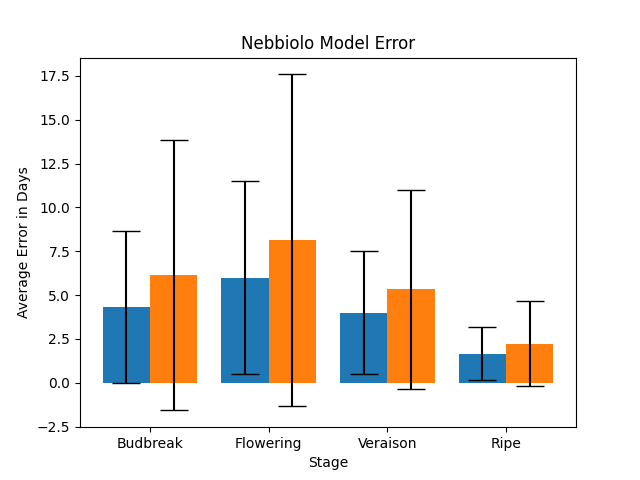 Nebbiolo Model Error
17.5
15.0
12.5
10.0
7.5
5.0
2.5
0.0
−2.5
Average Error in Days
Budbreak Flowering Veraison Ripe
Stage